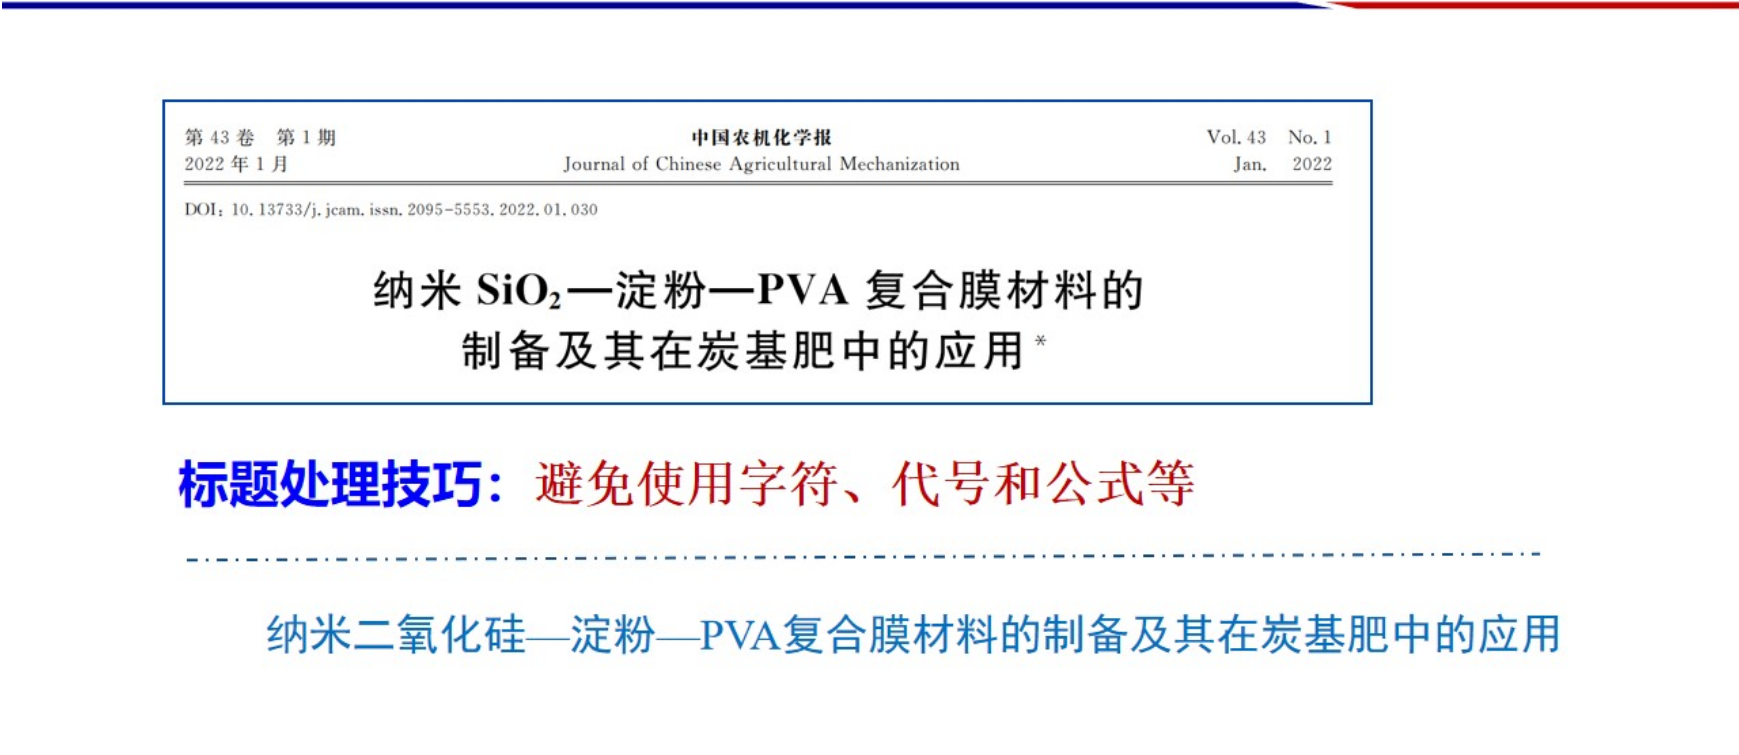 第 43 卷 第 1 期 中国农机化学报 Vol. 43 No. 1
2022 年 1 月 Journal of Chinese Agricultural Mechanization Jan. 2022
DOI: 10. 13733/j. jcam. issn. 2095-5553. 2022. 01. 030
纳米 SiO₂—淀粉—PVA 复合膜材料的
制备及其在炭基肥中的应用*
标题处理技巧：避免使用字符、代号和公式等
纳米二氧化硅—淀粉—PVA复合膜材料的制备及其在炭基肥中的应用